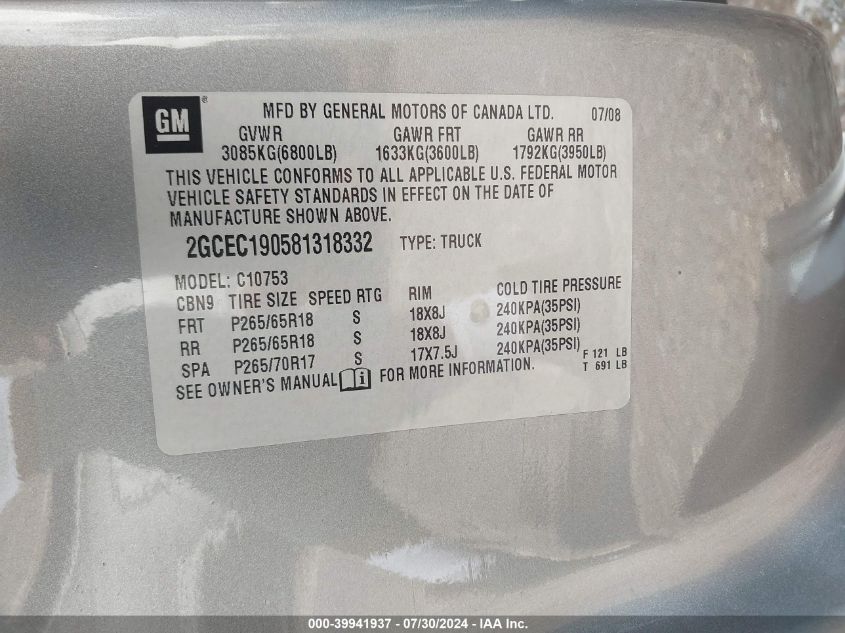 GM®
MFD BY GENERAL MOTORS OF CANADA LTD. 07/08
GVWR GAWR FRT GAWR RR
3085KG(6800LB) 1633KG(3600LB) 1792KG(3950LB)
THIS VEHICLE CONFORMS TO ALL APPLICABLE U.S. FEDERAL MOTOR
VEHICLE SAFETY STANDARDS IN EFFECT ON THE DATE OF
MANUFACTURE SHOWN ABOVE.
2GCEC190581318332 TYPE: TRUCK
MODEL: C10753
CBN9 TIRE SIZE SPEED RTG RIM COLD TIRE PRESSURE
FRT P265/65R18 S 18X8J 240KPA(35PSI)
RR P265/65R18 S 18X8J 240KPA(35PSI)
SPA P265/70R17 S 17X7.5J 240KPA(35PSI)
F 121 LB
T 691 LB
SEE OWNER'S MANUAL FOR MORE INFORMATION.
000-39941937 - 07/30/2024 - IAA Inc.